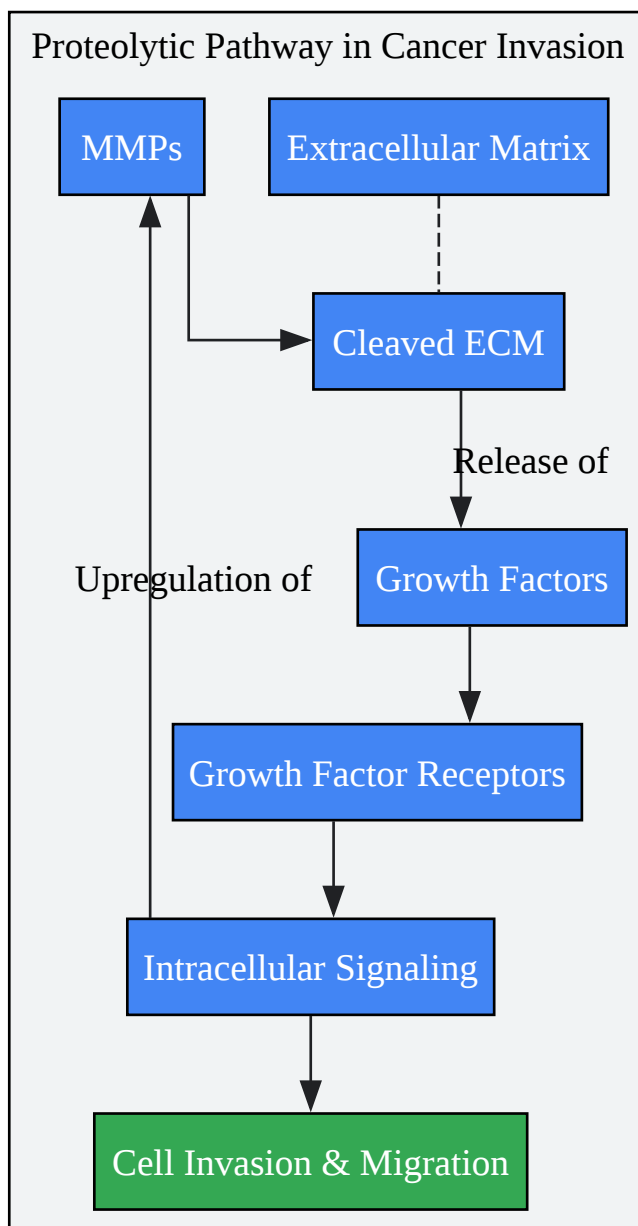 Proteolytic Pathway in Cancer Invasion
MMPs
Extracellular Matrix
Cleaved ECM
Release of
Upregulation of
Growth Factors
Growth Factor Receptors
Intracellular Signaling
Cell Invasion & Migration